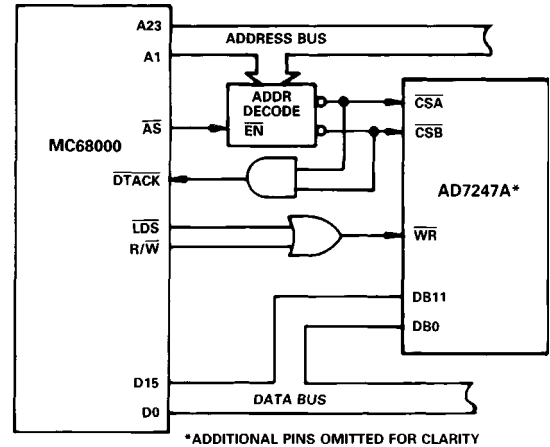 A23
ADDRESS BUS
A1
ADDR
DECODE
EN
AS
CSA
CSB
MC68000
DTACK
AD7247A*
LDS
R/W
WR
DB11
DB0
D15
DATA BUS
D0
*ADDITIONAL PINS OMITTED FOR CLARITY